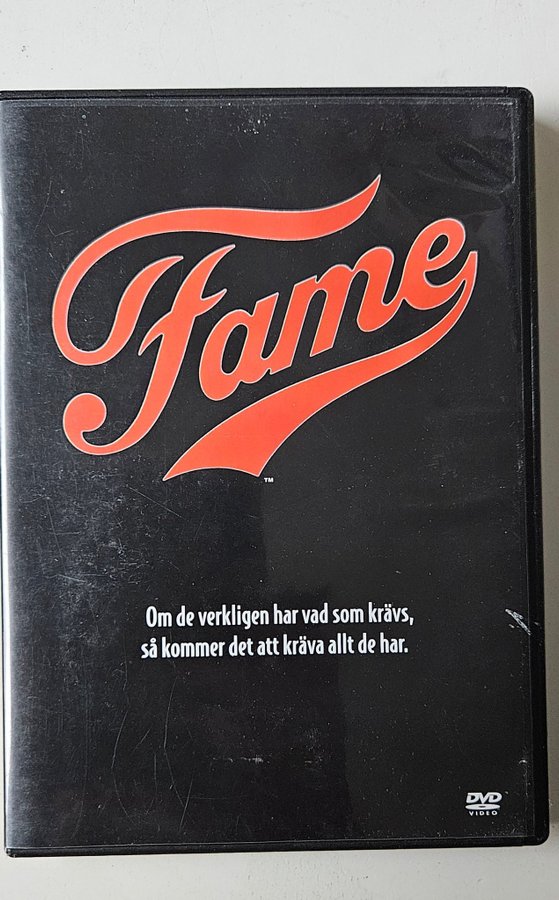 Fame
™
Om de verkligen har vad som krävs,
så kommer det att kräva allt de har.
DVD
VIDEO